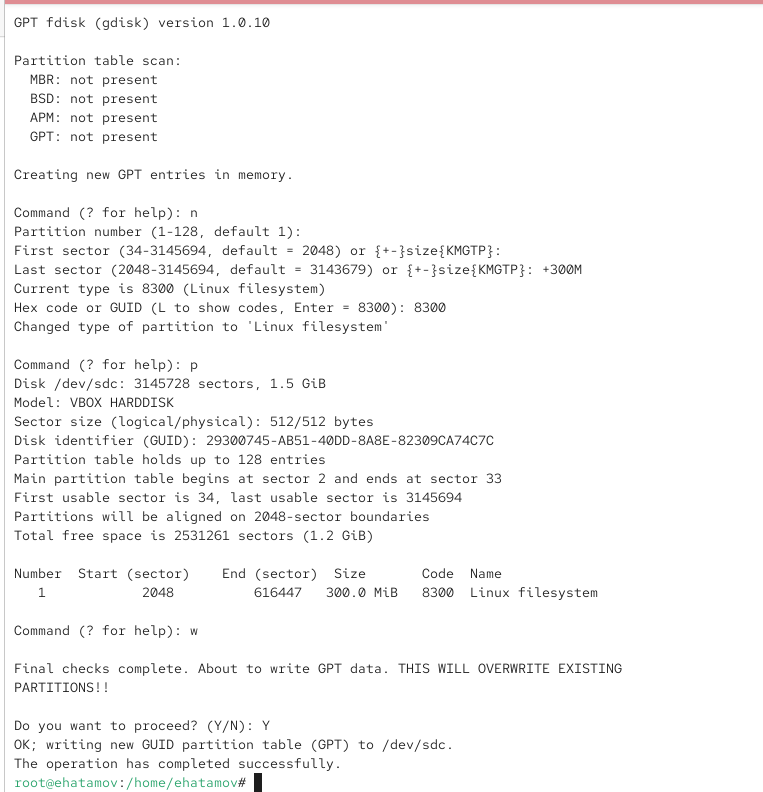 GPT fdisk (gdisk) version 1.0.10
Partition table scan:
  MBR: not present
  BSD: not present
  APM: not present
  GPT: not present
Creating new GPT entries in memory.
Command (? for help): n
Partition number (1-128, default 1):
First sector (34-3145694, default = 2048) or {+-}size{KMGTP}:
Last sector (2048-3145694, default = 3143679) or {+-}size{KMGTP}: +300M
Current type is 8300 (Linux filesystem)
Hex code or GUID (L to show codes, Enter = 8300): 8300
Changed type of partition to 'Linux filesystem'
Command (? for help): p
Disk /dev/sdc: 3145728 sectors, 1.5 GiB
Model: VBOX HARDDISK
Sector size (logical/physical): 512/512 bytes
Disk identifier (GUID): 29300745-AB51-40DD-8A8E-82309CA74C7C
Partition table holds up to 128 entries
Main partition table begins at sector 2 and ends at sector 33
First usable sector is 34, last usable sector is 3145694
Partitions will be aligned on 2048-sector boundaries
Total free space is 2531261 sectors (1.2 GiB)
Number  Start (sector)    End (sector)  Size       Code  Name
   1            2048          616447   300.0 MiB   8300  Linux filesystem
Command (? for help): w
Final checks complete. About to write GPT data. THIS WILL OVERWRITE EXISTING
PARTITIONS!!
Do you want to proceed? (Y/N): Y
OK; writing new GUID partition table (GPT) to /dev/sdc.
The operation has completed successfully.
root@ehatamov:/home/ehatamov#